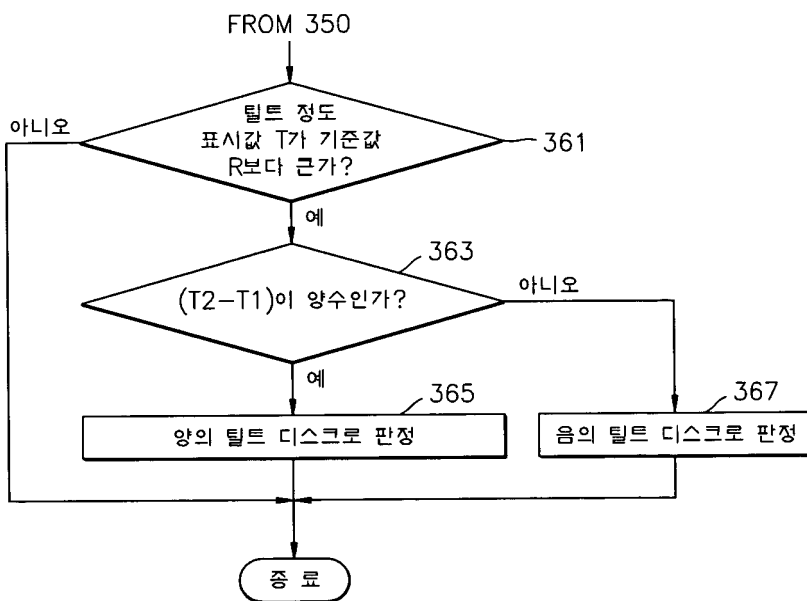 FROM 350
틸트 정도
표시값 T가 기준값
R보다 큰가?
361
아니오
예
363
(T2-T1)이 양수인가?
아니오
예
365
양의 틸트 디스크로 판정
367
음의 틸트 디스크로 판정
종 료